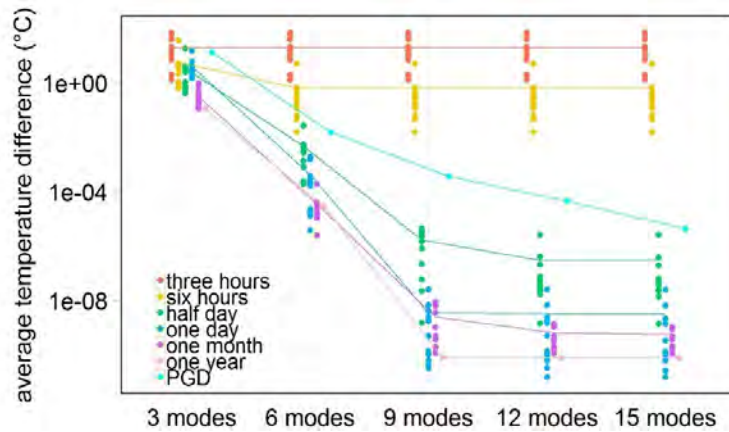 average temperature difference (°C)
1e+00
1e-04
1e-08
three hours
six hours
half day
one day
one month
one year
PGD
3 modes 6 modes 9 modes 12 modes 15 modes